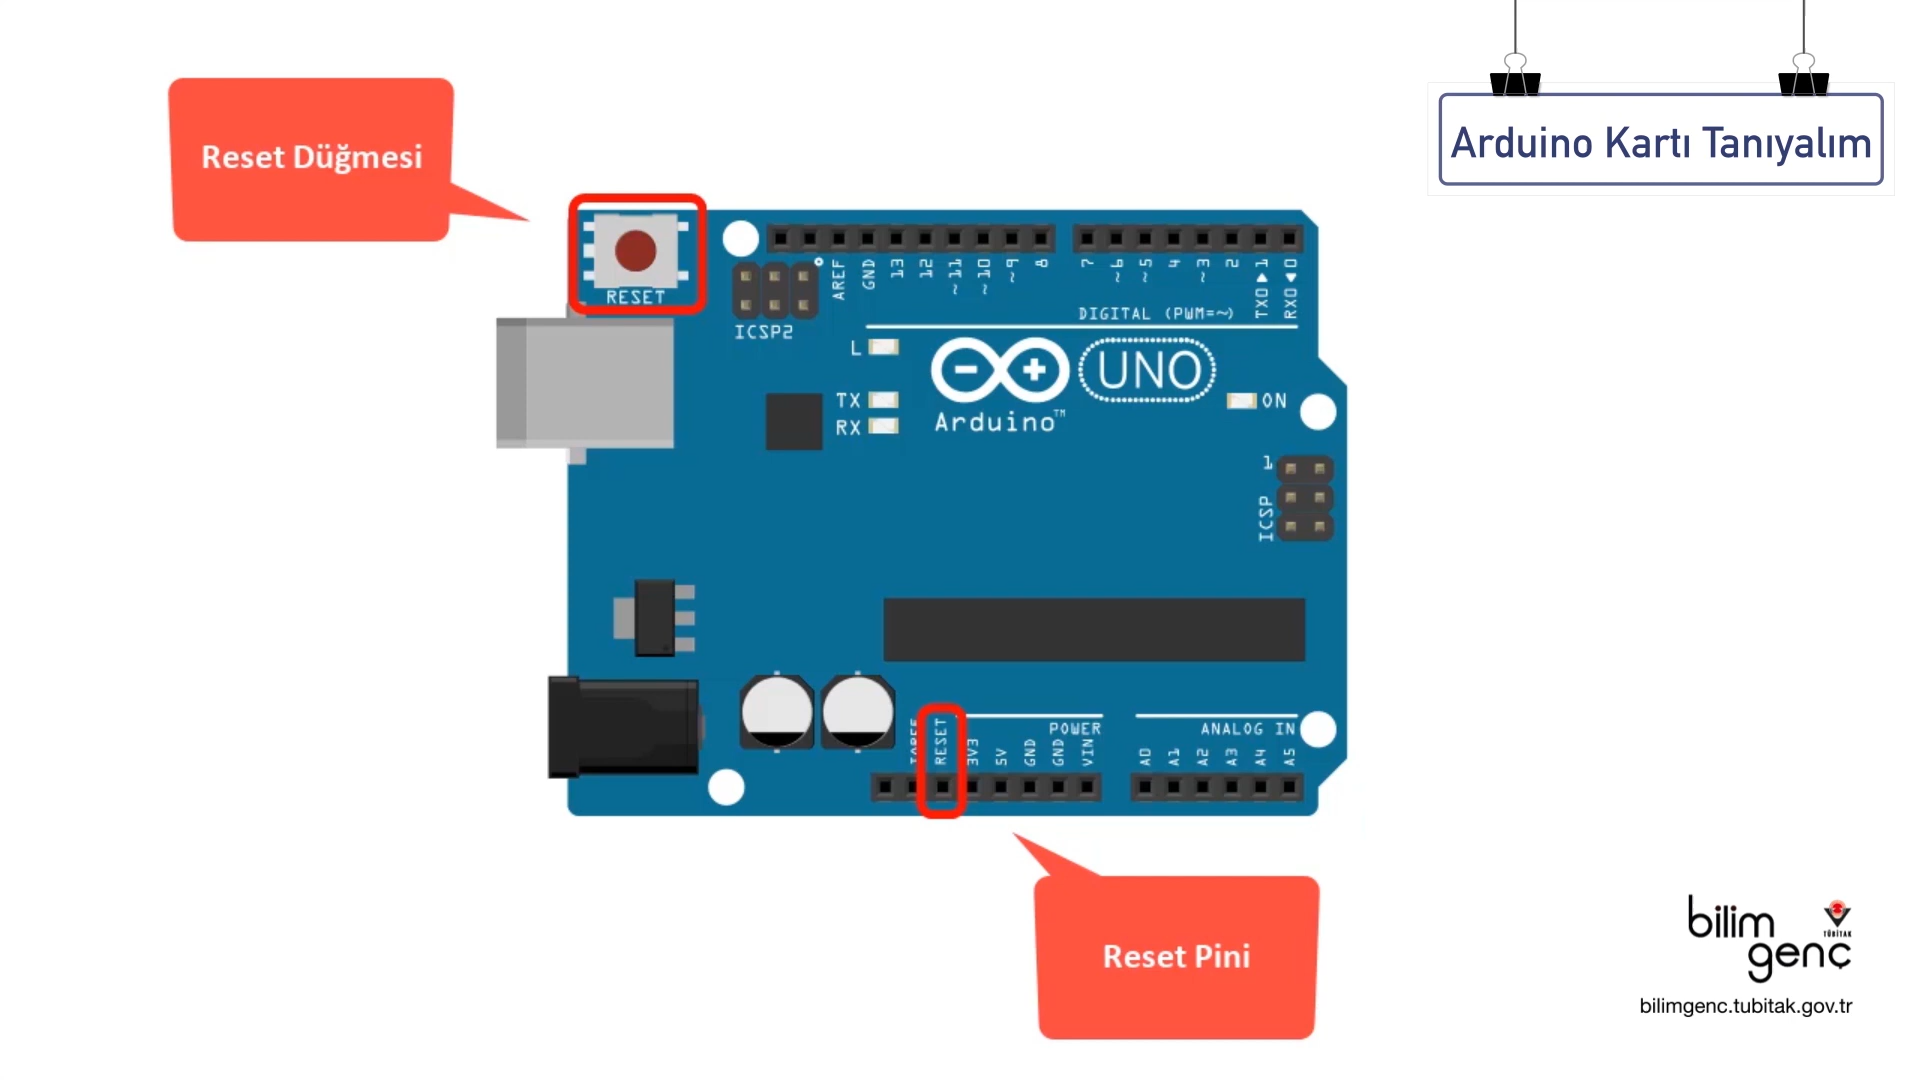 Arduino Kartı Tanıyalım
Reset Düğmesi
RESET
ICSP2
AREF
GND
13
12
~11
~10
~9
8
7
~6
~5
4
~3
2
TX0▶1
RX0◀0
DIGITAL (PWM=~)
L
TX
RX
UNO
Arduino™
ON
1
ICSP
RESET
3V3
5V
GND
GND
VIN
POWER
A0
A1
A2
A3
A4
A5
ANALOG IN
Reset Pini
bilim
genç
TÜBİTAK
bilimgenc.tubitak.gov.tr